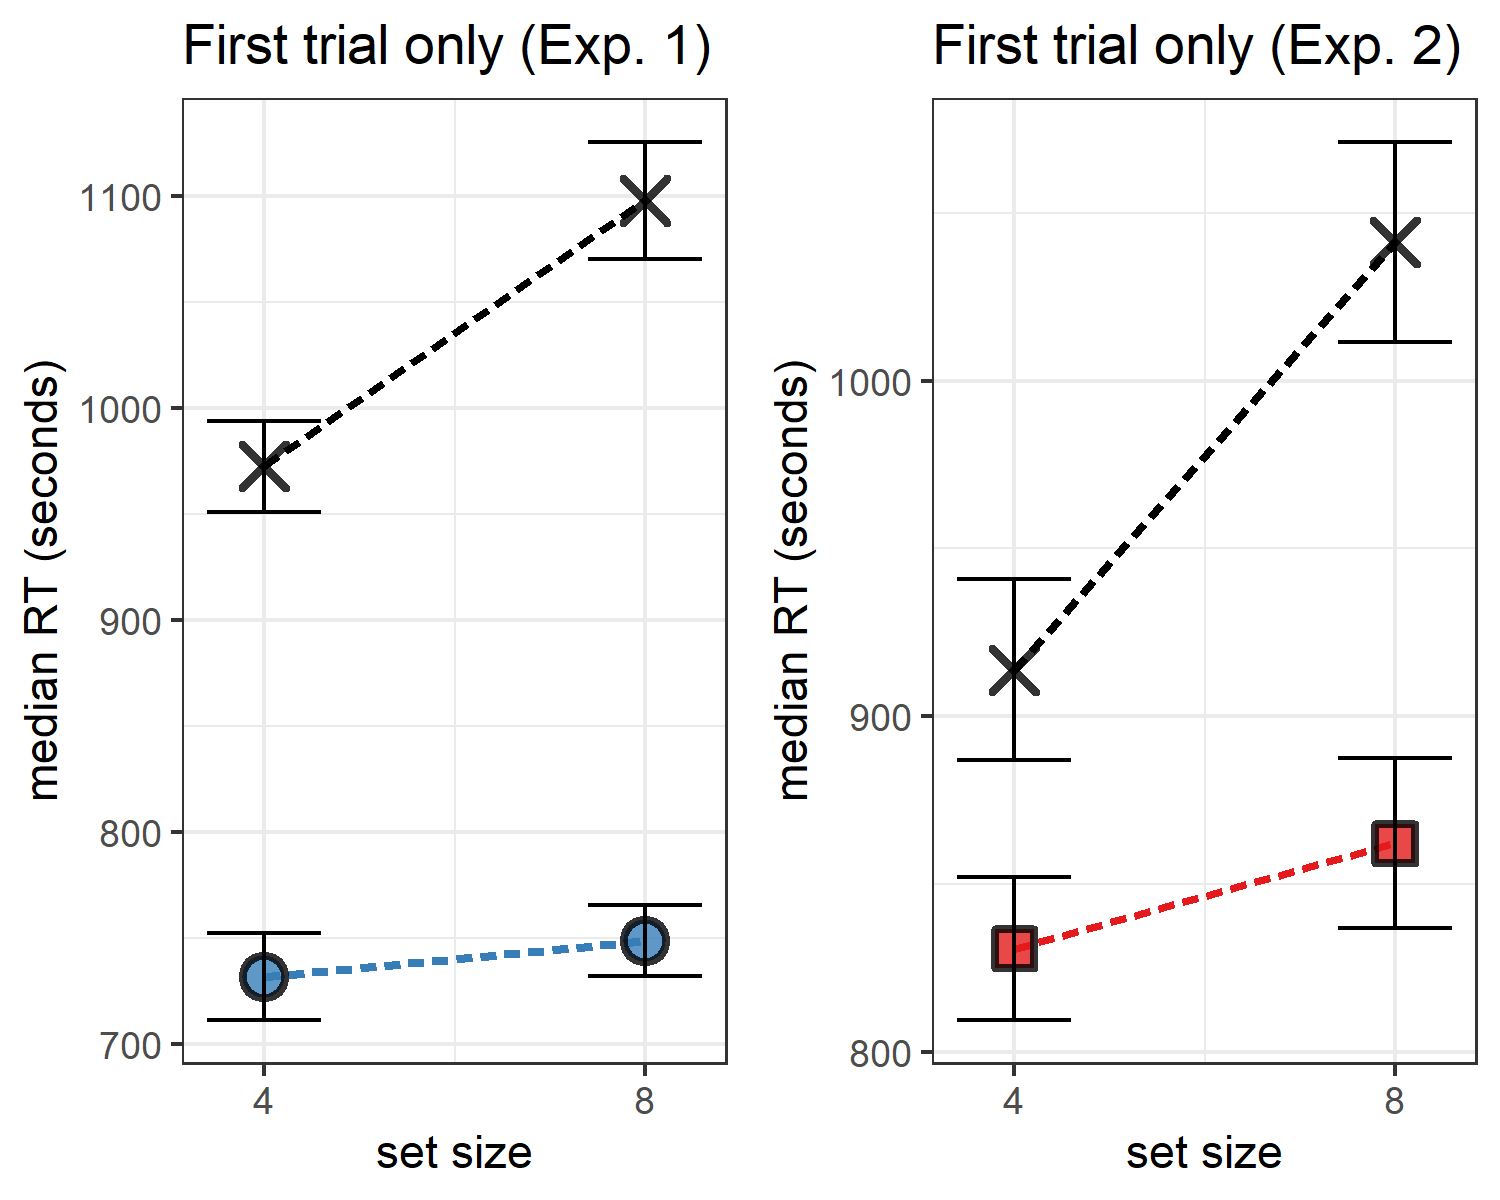 First trial only (Exp. 1)
median RT (seconds)
1100
1000
900
800
700
4
8
set size
First trial only (Exp. 2)
median RT (seconds)
1000
900
800
4
8
set size